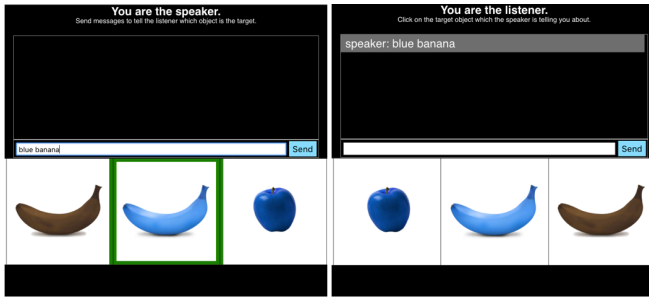 You are the speaker.
Send messages to tell the listener which object is the target.
blue banana
Send
You are the listener.
Click on the target object which the speaker is telling you about.
speaker: blue banana
Send